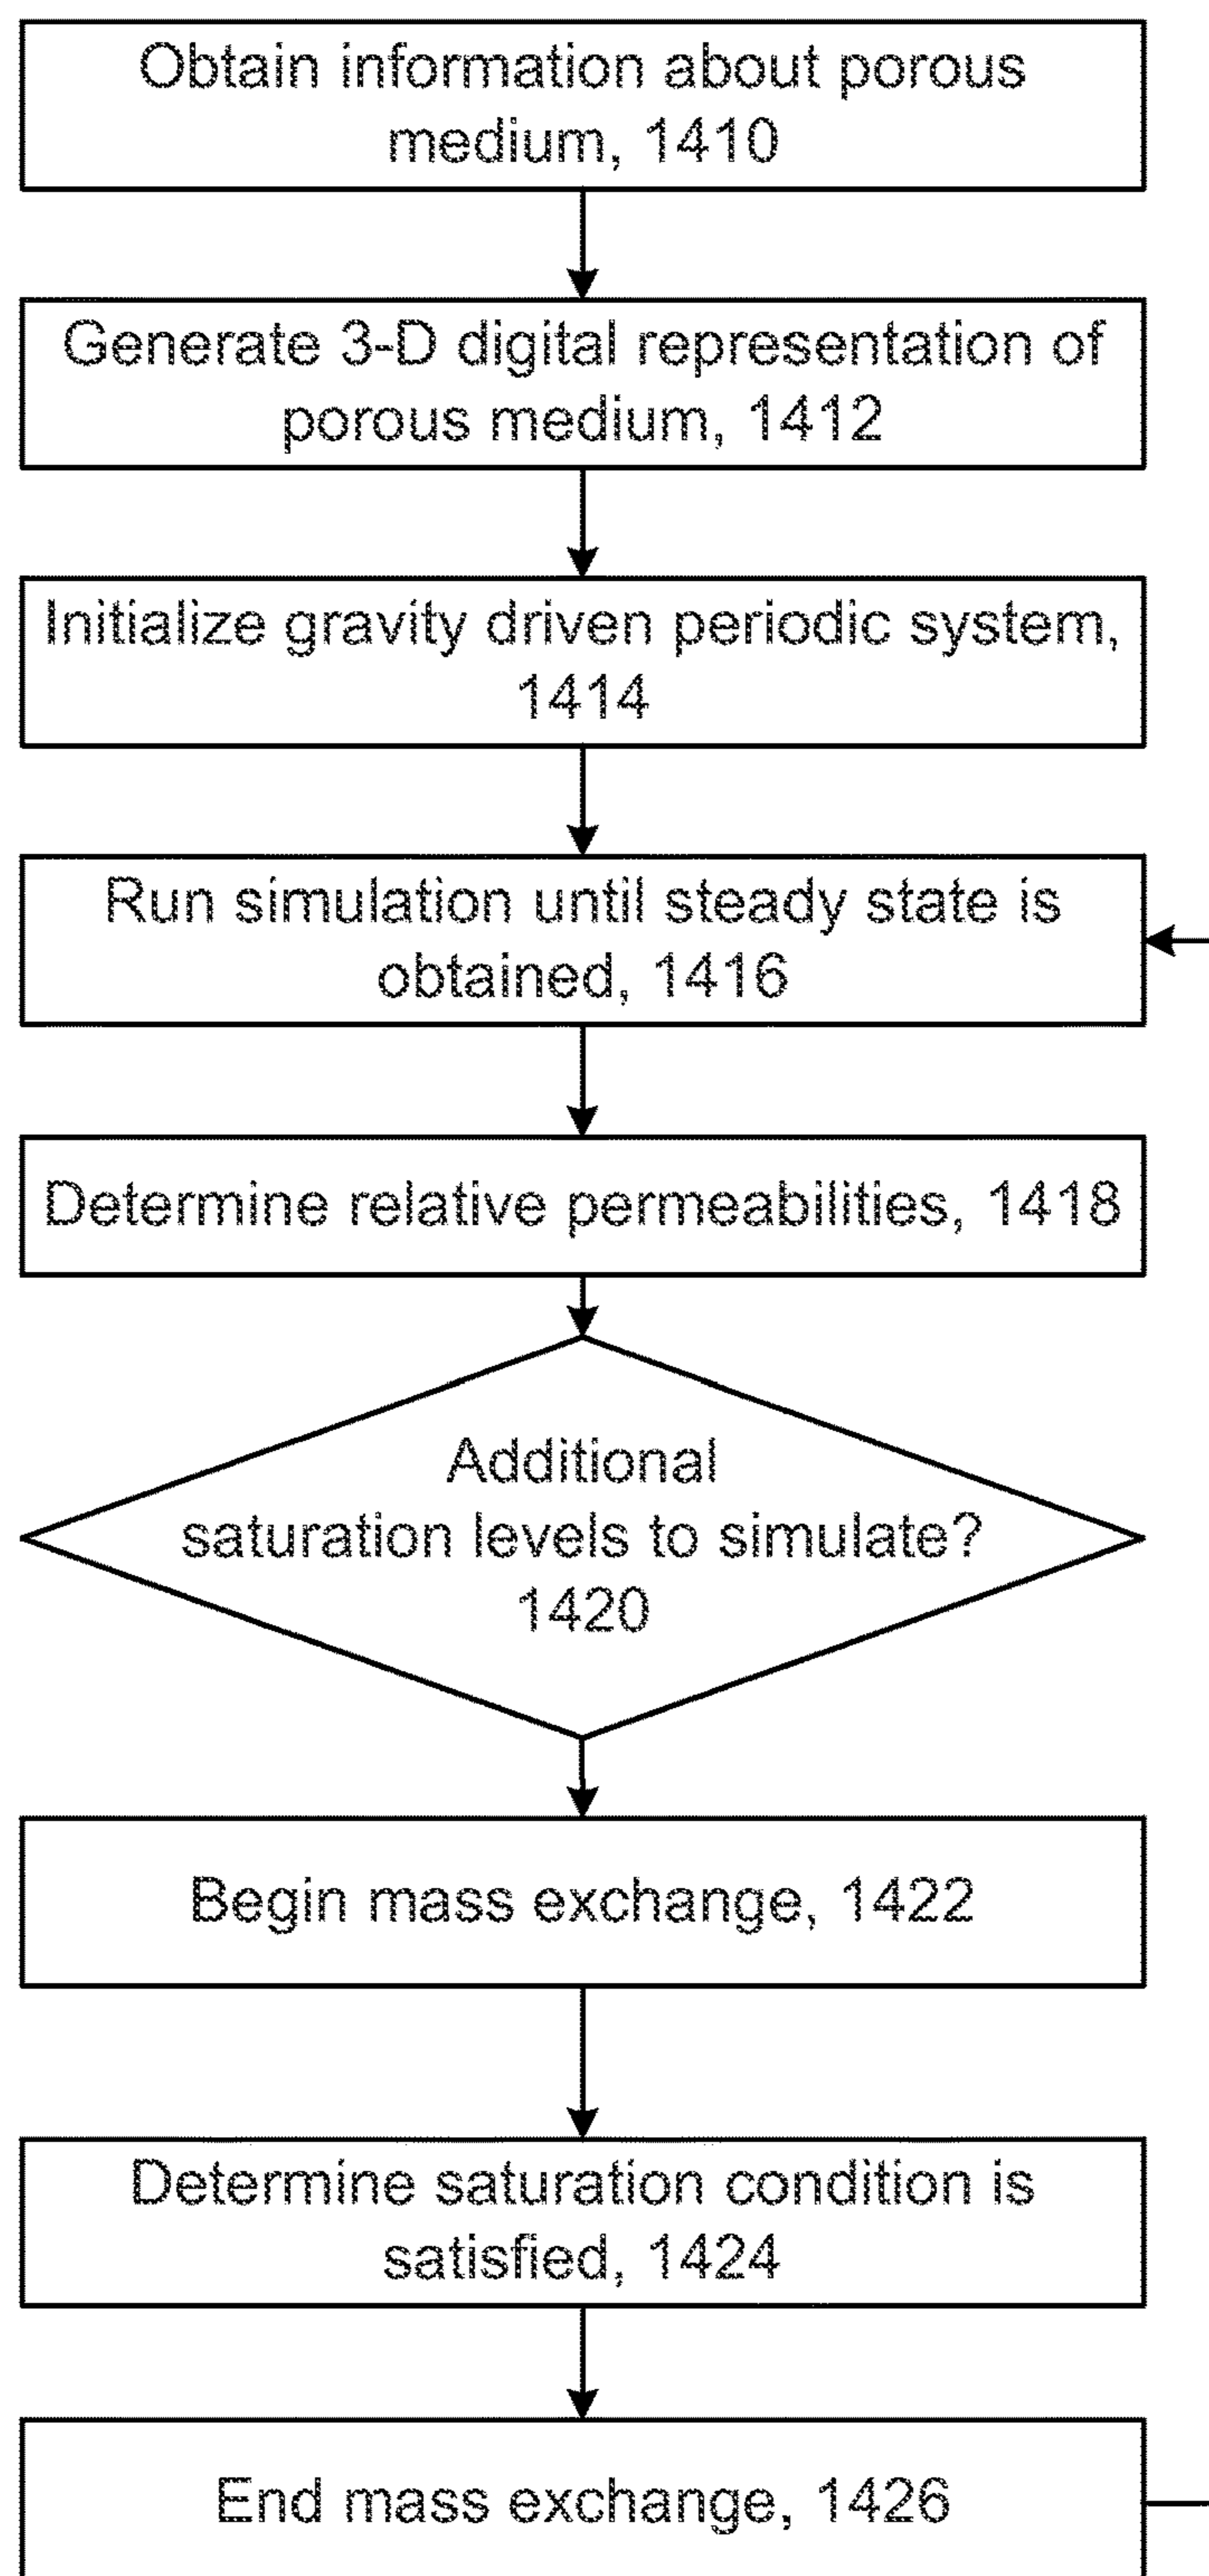 Obtain information about porous
medium, 1410
Generate 3-D digital representation of
porous medium, 1412
Initialize gravity driven periodic system,
1414
Run simulation until steady state is
obtained, 1416
Determine relative permeabilities, 1418
Additional
saturation levels to simulate?
1420
Begin mass exchange, 1422
Determine saturation condition is
satisfied, 1424
End mass exchange, 1426